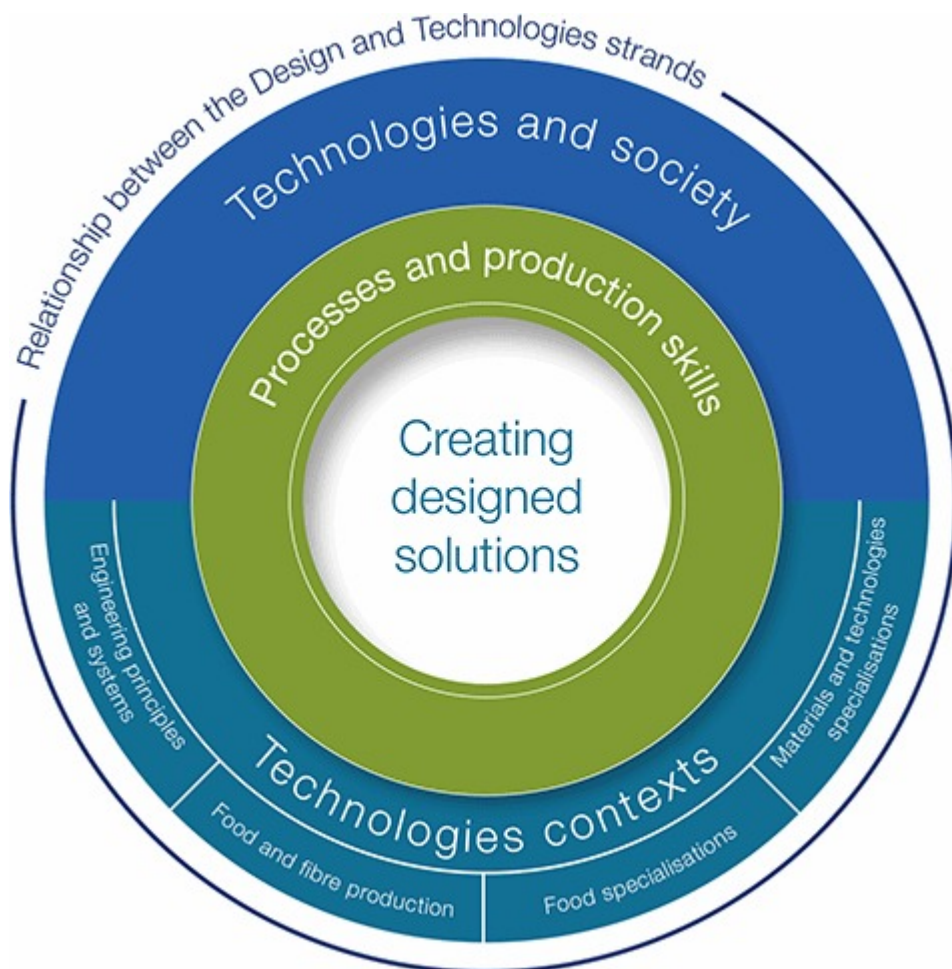 Relationship between the Design and Technologies strands
Technologies and society
Processes and production skills
Creating
designed
solutions
Technologies contexts
Engineering principles
and systems
Food and fibre production
Food specialisations
Materials and technologies
specialisations